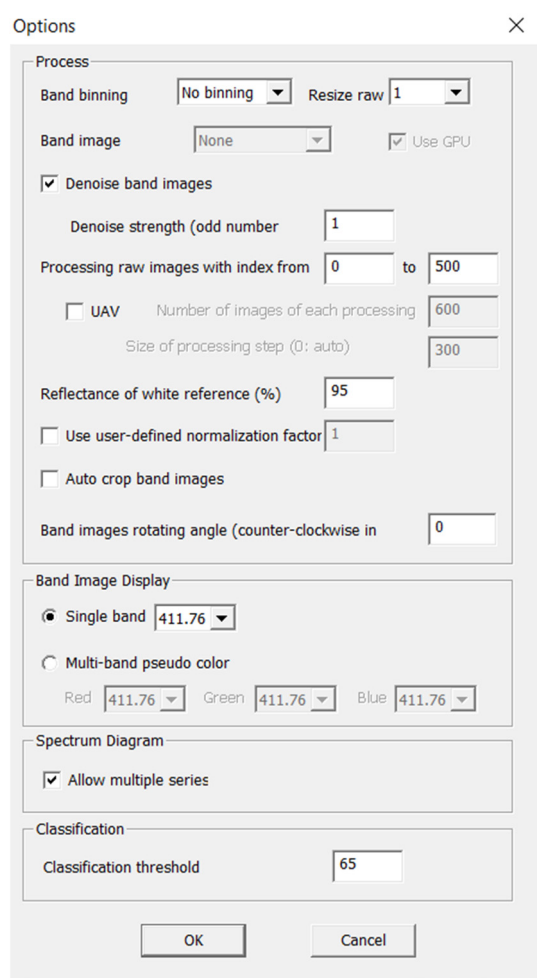 Options
Process
Band binning No binning Resize raw 1
Band image None Use GPU
Denoise band images
Denoise strength (odd number 1
Processing raw images with index from 0 to 500
UAV Number of images of each processing 600
Size of processing step (0: auto) 300
Reflectance of white reference (%) 95
Use user-defined normalization factor 1
Auto crop band images
Band images rotating angle (counter-clockwise in 0
Band Image Display
Single band 411.76
Multi-band pseudo color
Red 411.76 Green 411.76 Blue 411.76
Spectrum Diagram
Allow multiple series
Classification
Classification threshold 65
OK Cancel